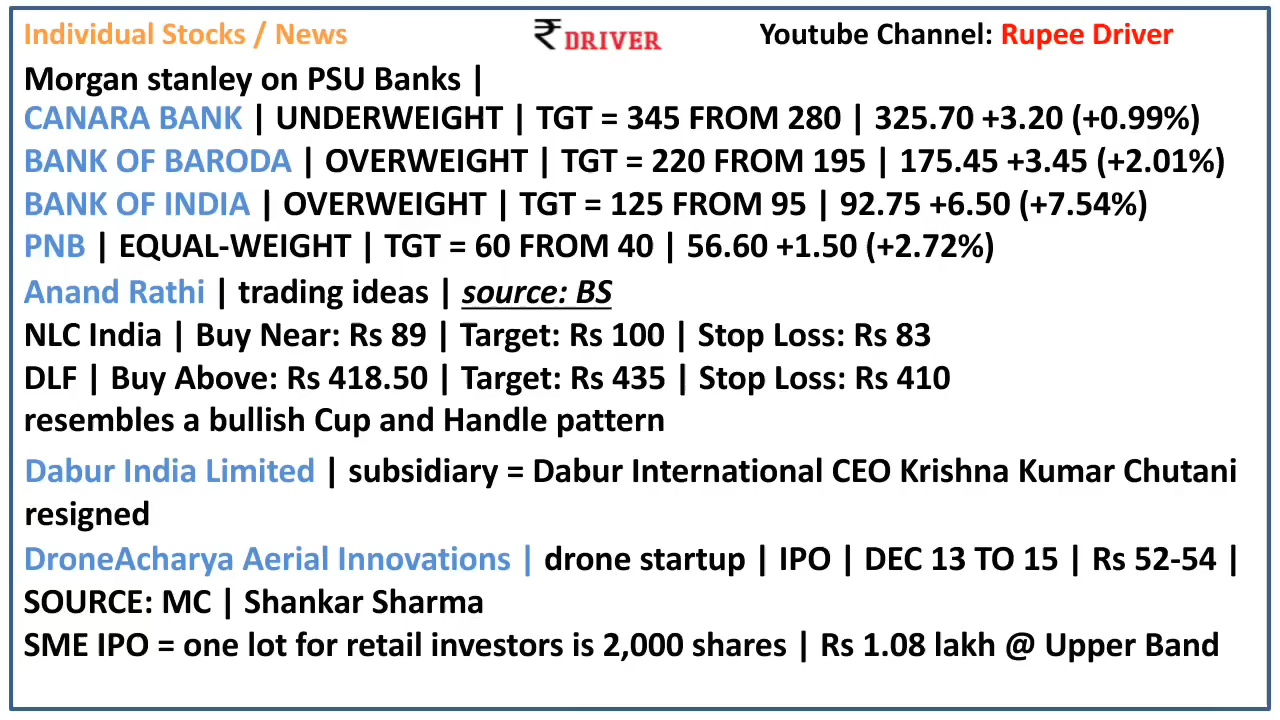 Individual Stocks / News
₹ DRIVER
Youtube Channel: Rupee Driver
Morgan stanley on PSU Banks |
CANARA BANK | UNDERWEIGHT | TGT = 345 FROM 280 | 325.70 +3.20 (+0.99%)
BANK OF BARODA | OVERWEIGHT | TGT = 220 FROM 195 | 175.45 +3.45 (+2.01%)
BANK OF INDIA | OVERWEIGHT | TGT = 125 FROM 95 | 92.75 +6.50 (+7.54%)
PNB | EQUAL-WEIGHT | TGT = 60 FROM 40 | 56.60 +1.50 (+2.72%)
Anand Rathi | trading ideas | source: BS
NLC India | Buy Near: Rs 89 | Target: Rs 100 | Stop Loss: Rs 83
DLF | Buy Above: Rs 418.50 | Target: Rs 435 | Stop Loss: Rs 410
resembles a bullish Cup and Handle pattern
Dabur India Limited | subsidiary = Dabur International CEO Krishna Kumar Chutani
resigned
DroneAcharya Aerial Innovations | drone startup | IPO | DEC 13 TO 15 | Rs 52-54 |
SOURCE: MC | Shankar Sharma
SME IPO = one lot for retail investors is 2,000 shares | Rs 1.08 lakh @ Upper Band